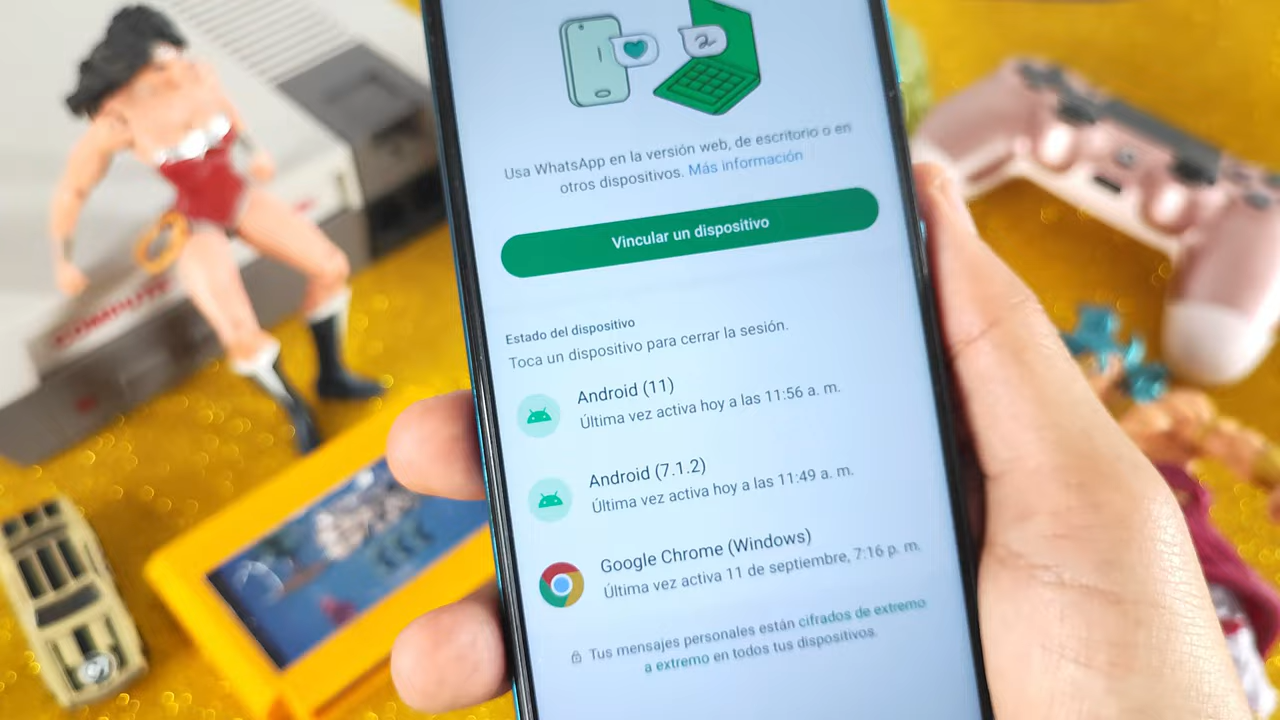 Usa WhatsApp en la versión web, de escritorio o en
otros dispositivos. Más información
Vincular un dispositivo
Estado del dispositivo
Toca un dispositivo para cerrar la sesión.
Android (11)
Última vez activa hoy a las 11:56 a. m.
Android (7.1.2)
Última vez activa hoy a las 11:49 a. m.
Google Chrome (Windows)
Última vez activa 11 de septiembre, 7:16 p. m.
Tus mensajes personales están cifrados de extremo
a extremo en todos tus dispositivos.
COMPUTE